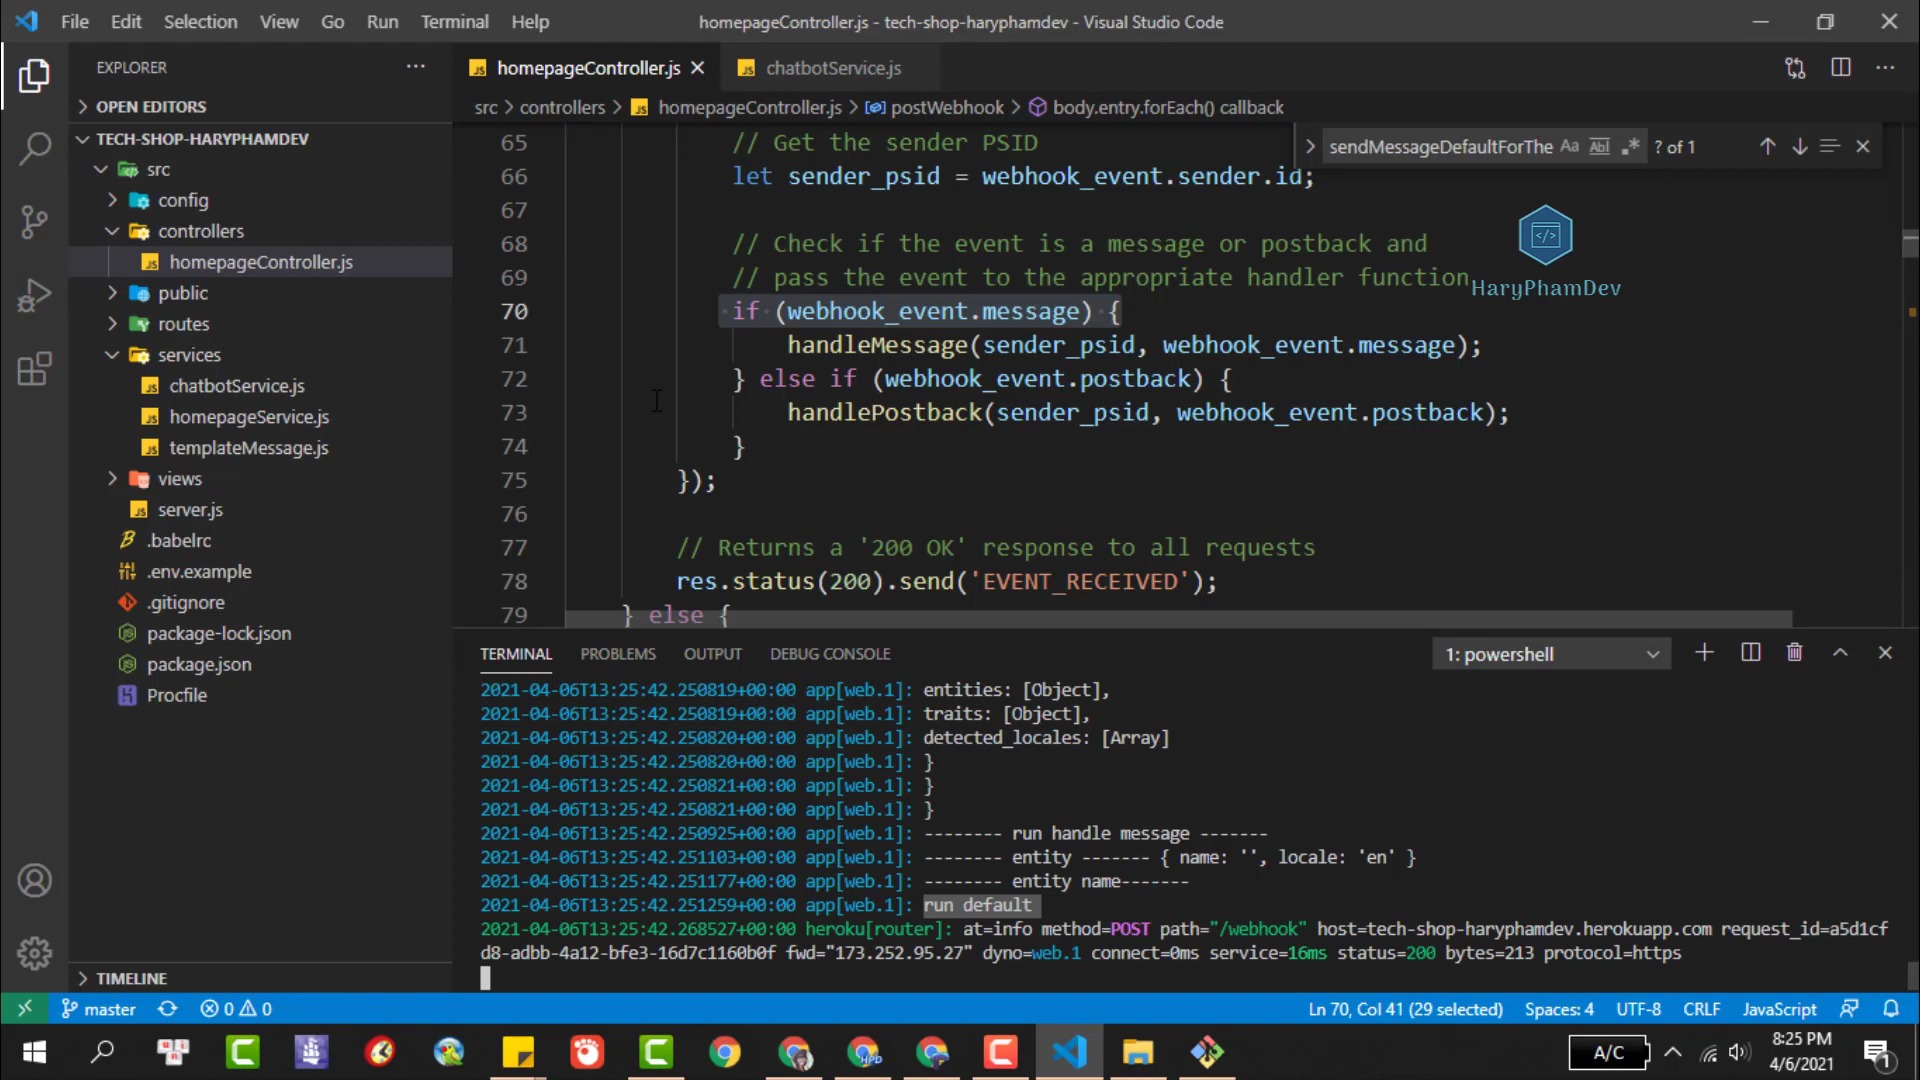 File Edit Selection View Go Run Terminal Help
homepageController.js - tech-shop-haryphamdev - Visual Studio Code
EXPLORER
OPEN EDITORS
TECH-SHOP-HARYPHAMDEV
src
config
controllers
homepageController.js
public
routes
services
chatbotService.js
homepageService.js
templateMessage.js
views
server.js
.babelrc
.env.example
.gitignore
package-lock.json
package.json
Procfile
TIMELINE
homepageController.js
chatbotService.js
src > controllers > homepageController.js > postWebhook > body.entry.forEach() callback
sendMessageDefaultForThe Aa Abl .* ? of 1
65 // Get the sender PSID
66 let sender_psid = webhook_event.sender.id;
67
68 // Check if the event is a message or postback and
69 // pass the event to the appropriate handler function
70 if (webhook_event.message) {
71 handleMessage(sender_psid, webhook_event.message);
72 } else if (webhook_event.postback) {
73 handlePostback(sender_psid, webhook_event.postback);
74 }
75 });
76
77 // Returns a '200 OK' response to all requests
78 res.status(200).send('EVENT_RECEIVED');
79 } else {
</>
HaryPhamDev
TERMINAL PROBLEMS OUTPUT DEBUG CONSOLE
1: powershell
2021-04-06T13:25:42.250819+00:00 app[web.1]: entities: [Object],
2021-04-06T13:25:42.250819+00:00 app[web.1]: traits: [Object],
2021-04-06T13:25:42.250820+00:00 app[web.1]: detected_locales: [Array]
2021-04-06T13:25:42.250820+00:00 app[web.1]: }
2021-04-06T13:25:42.250821+00:00 app[web.1]: }
2021-04-06T13:25:42.250821+00:00 app[web.1]: }
2021-04-06T13:25:42.250925+00:00 app[web.1]: -------- run handle message -------
2021-04-06T13:25:42.251103+00:00 app[web.1]: -------- entity ------- { name: '', locale: 'en' }
2021-04-06T13:25:42.251177+00:00 app[web.1]: -------- entity name-------
2021-04-06T13:25:42.251259+00:00 app[web.1]: run default
2021-04-06T13:25:42.268527+00:00 heroku[router]: at=info method=POST path="/webhook" host=tech-shop-haryphamdev.herokuapp.com request_id=a5d1cf
d8-adbb-4a12-bfe3-16d7c1160b0f fwd="173.252.95.27" dyno=web.1 connect=0ms service=16ms status=200 bytes=213 protocol=https
master
0 0
Ln 70, Col 41 (29 selected) Spaces: 4 UTF-8 CRLF JavaScript
HPD
A/C
8:25 PM
4/6/2021
1